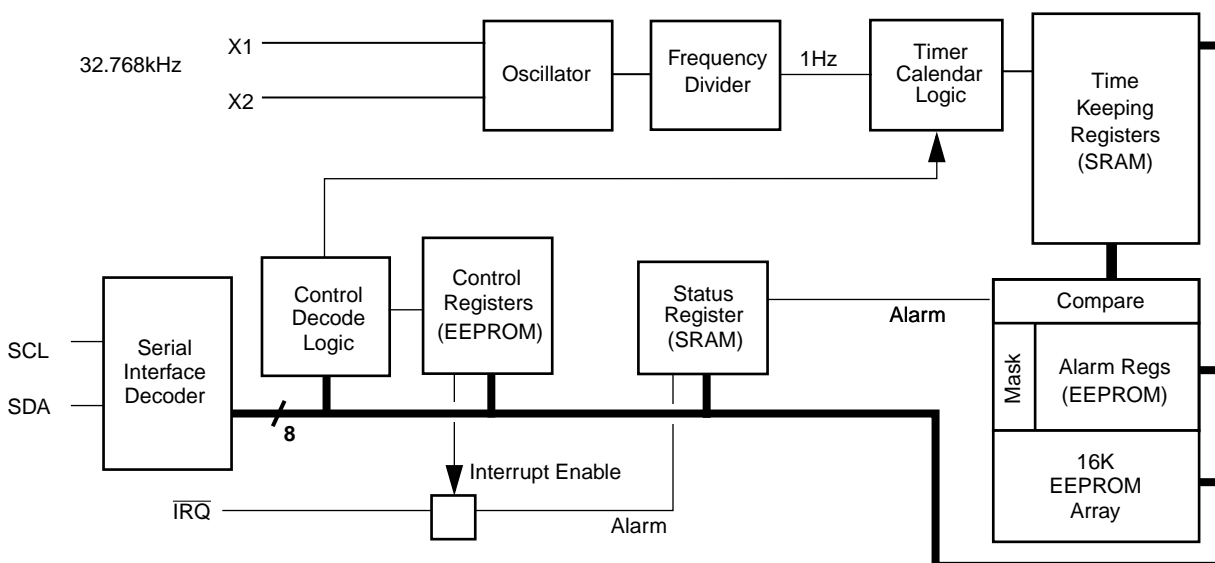 32.768kHz
X1
X2
Oscillator
Frequency
Divider
1Hz
Timer
Calendar
Logic
Time
Keeping
Registers
(SRAM)
SCL
SDA
Serial
Interface
Decoder
8
Control
Decode
Logic
Control
Registers
(EEPROM)
Status
Register
(SRAM)
Alarm
Compare
Mask
Alarm Regs
(EEPROM)
16K
EEPROM
Array
Interrupt Enable
IRQ
Alarm